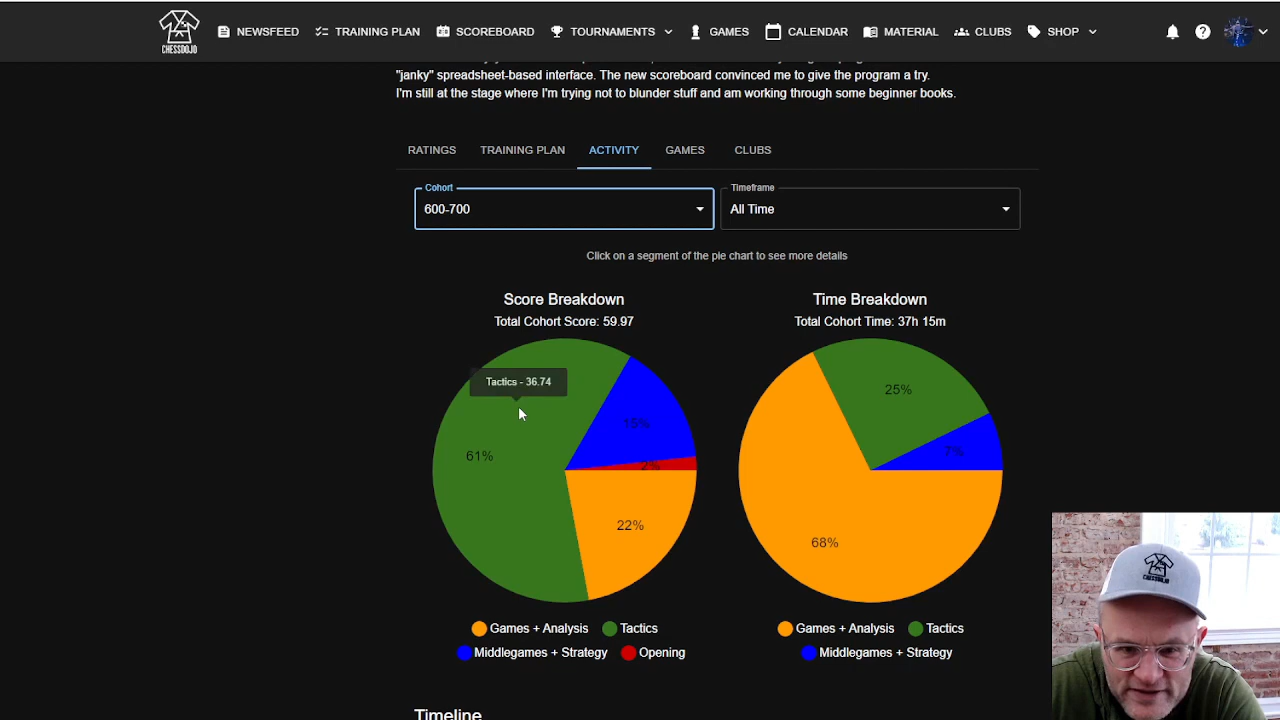 CHESSDOJO
NEWSFEED
TRAINING PLAN
SCOREBOARD
TOURNAMENTS
GAMES
CALENDAR
MATERIAL
CLUBS
SHOP
"janky" spreadsheet-based interface. The new scoreboard convinced me to give the program a try.
I'm still at the stage where I'm trying not to blunder stuff and am working through some beginner books.
RATINGS
TRAINING PLAN
ACTIVITY
GAMES
CLUBS
Cohort
600-700
Timeframe
All Time
Click on a segment of the pie chart to see more details
Score Breakdown
Total Cohort Score: 59.97
Tactics - 36.74
15%
61%
2%
22%
Games + Analysis
Tactics
Middlegames + Strategy
Opening
Time Breakdown
Total Cohort Time: 37h 15m
25%
7%
68%
Games + Analysis
Tactics
Middlegames + Strategy
Timeline
CHESSDOJO